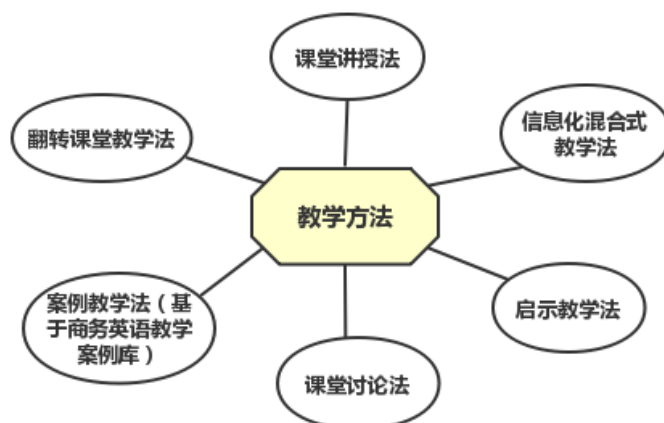 课堂讲授法
翻转课堂教学法
信息化混合式
教学法
教学方法
案例教学法（基
于商务英语教学
案例库）
启示教学法
课堂讨论法